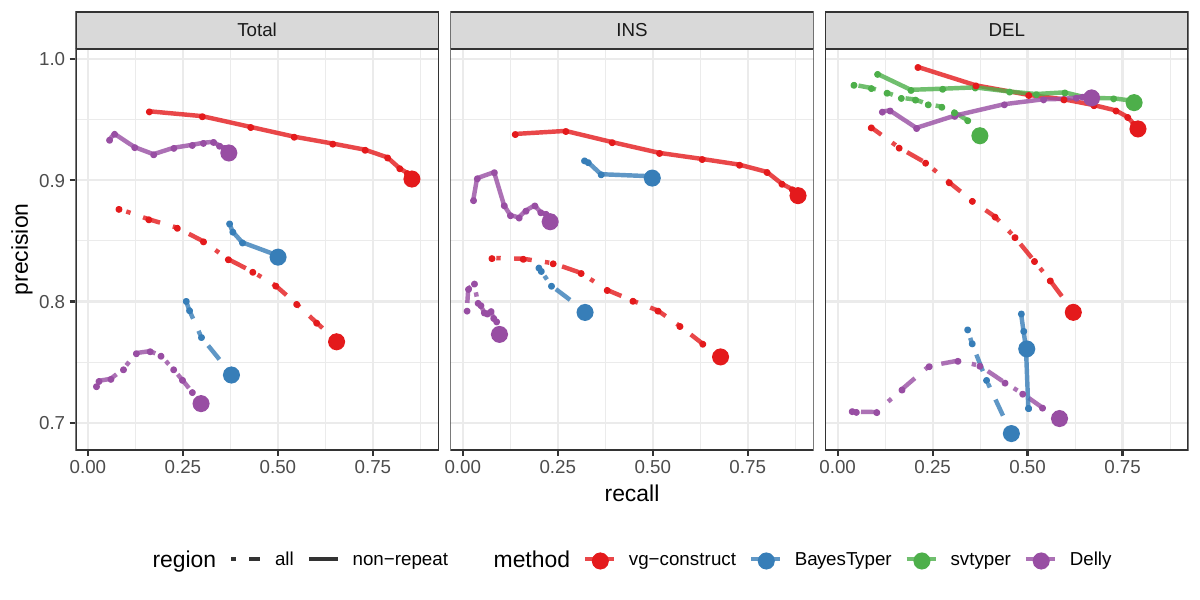 Total INS DEL
1.0
0.9
0.8
0.7
precision
0.00 0.25 0.50 0.75 0.00 0.25 0.50 0.75 0.00 0.25 0.50 0.75
recall
region all non−repeat method vg−construct BayesTyper svtyper Delly